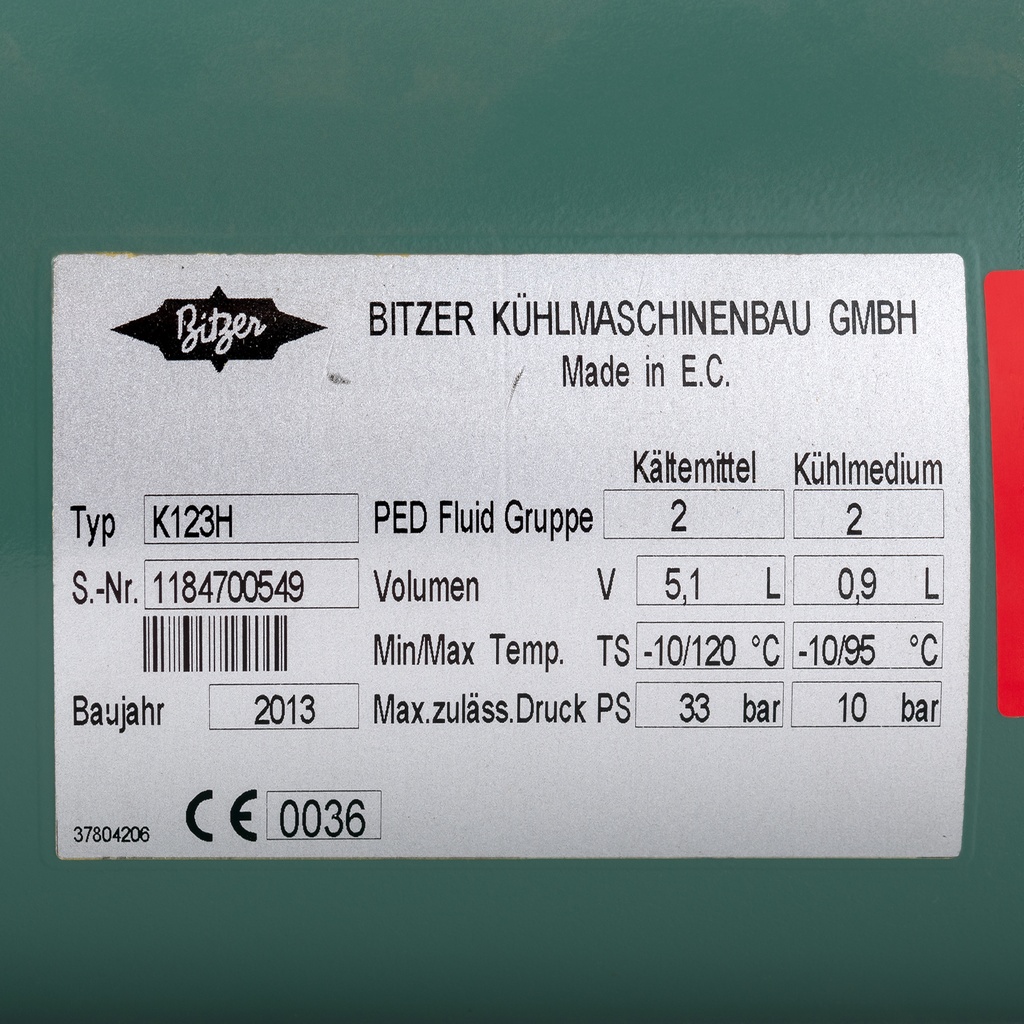 Bitzer
BITZER KÜHLMASCHINENBAU GMBH
Made in E.C.
Kältemittel Kühlmedium
Typ K123H PED Fluid Gruppe 2 2
S.-Nr. 1184700549 Volumen V 5,1 L 0,9 L
Min/Max Temp. TS -10/120 °C -10/95 °C
Baujahr 2013 Max.zuläss.Druck PS 33 bar 10 bar
37804206 CE 0036